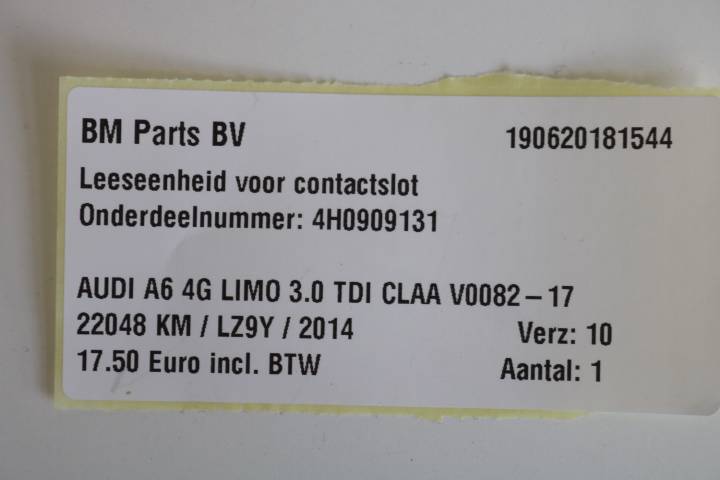 BM Parts BV 190620181544
Leeseenheid voor contactslot
Onderdeelnummer: 4H0909131
AUDI A6 4G LIMO 3.0 TDI CLAA V0082 – 17
22048 KM / LZ9Y / 2014 Verz: 10
17.50 Euro incl. BTW Aantal: 1